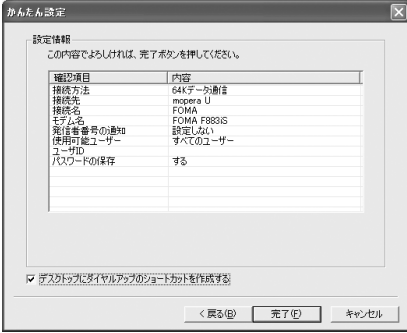 かんたん設定
設定情報
この内容でよろしければ、完了ボタンを押してください。
確認項目 内容
接続方法 64Kデータ通信
接続先 mopera U
接続名 FOMA
モデム名 FOMA F883iS
発信者番号の通知 設定しない
使用可能ユーザー すべてのユーザー
ユーザID
パスワードの保存 する
デスクトップにダイヤルアップのショートカットを作成する
< 戻る(B) 完了(F) キャンセル